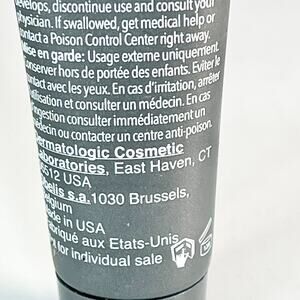 develops, discontinue use and consult your
physician. If swallowed, get medical help or
contact a Poison Control Center right away.
Mise en garde: Usage externe uniquement.
Conserver hors de portée des enfants. Eviter le
contact avec les yeux. En cas d'irritation, arrêter
l'utilisation et consulter un médecin. En cas
d'ingestion consulter immédiatement un
médecin ou contacter un centre anti-poison.
Dermatologic Cosmetic
Laboratories, East Haven, CT
06512 USA
s.a. 1030 Brussels,
Belgium
Made in USA
Fabriqué aux Etats-Unis
for individual sale